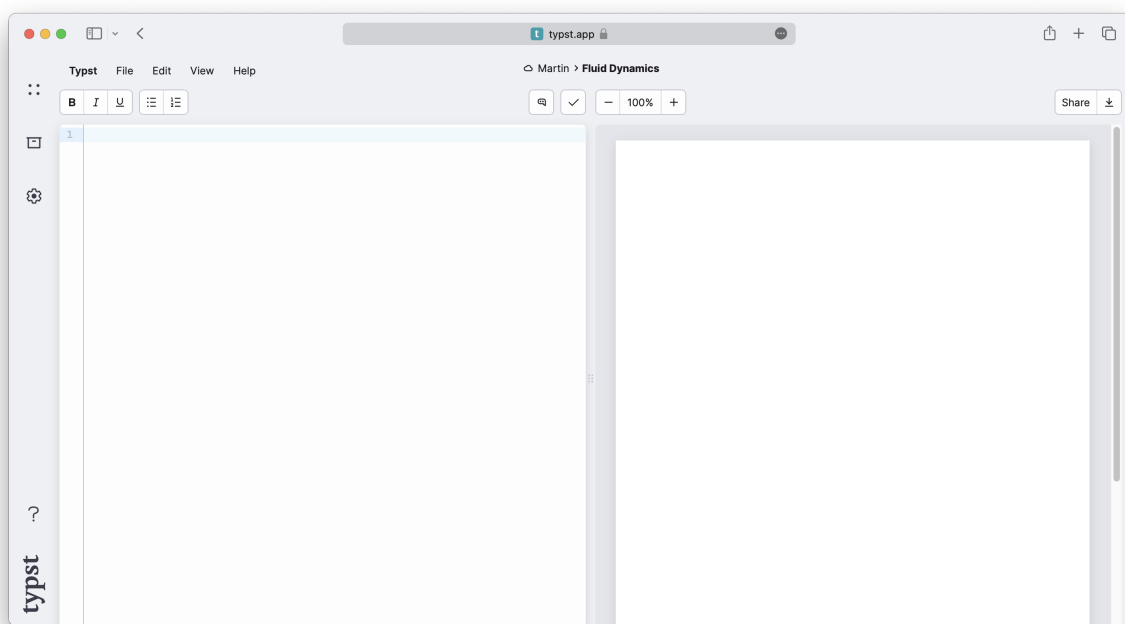 t typst.app
Typst File Edit View Help
Martin > Fluid Dynamics
B I U
100%
Share
1
?
typst